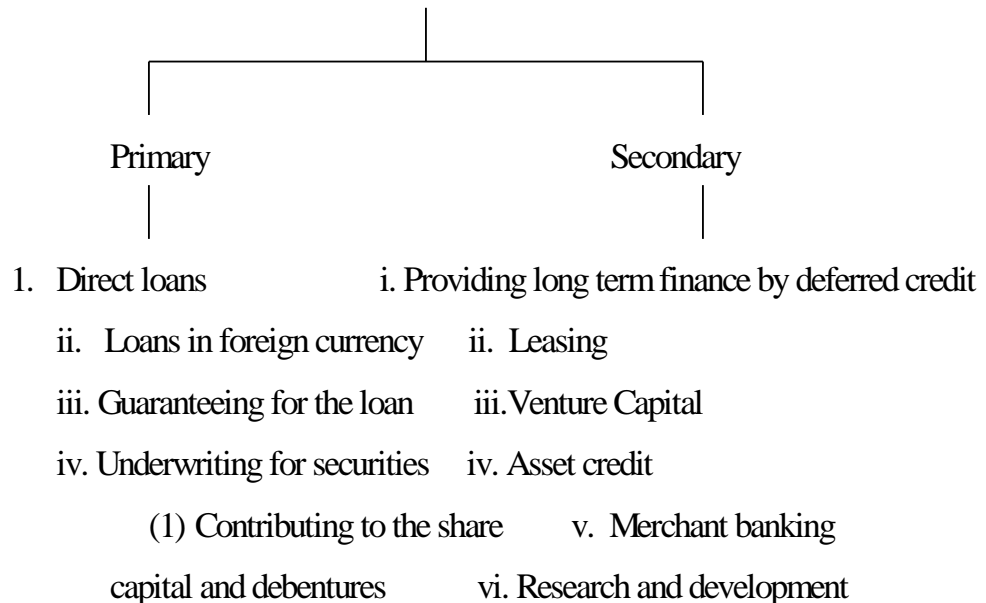 Primary Secondary
1. Direct loans i. Providing long term finance by deferred credit
ii. Loans in foreign currency ii. Leasing
iii. Guaranteeing for the loan iii.Venture Capital
iv. Underwriting for securities iv. Asset credit
(1) Contributing to the share v. Merchant banking
capital and debentures vi. Research and development